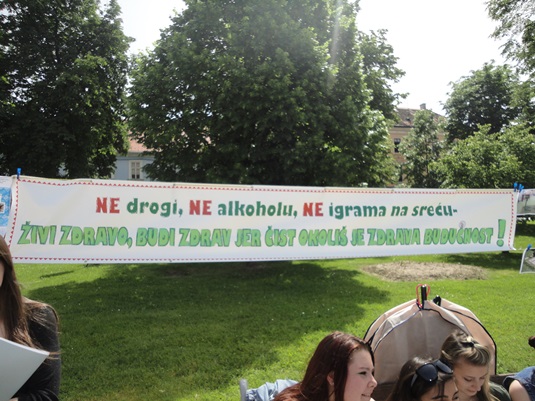 NE drogi, NE alkoholu, NE igrama na sreću-
ŽIVI ZDRAVO, BUDI ZDRAV JER ČIST OKOLIŠ JE ZDRAVA BUDUĆNOST!